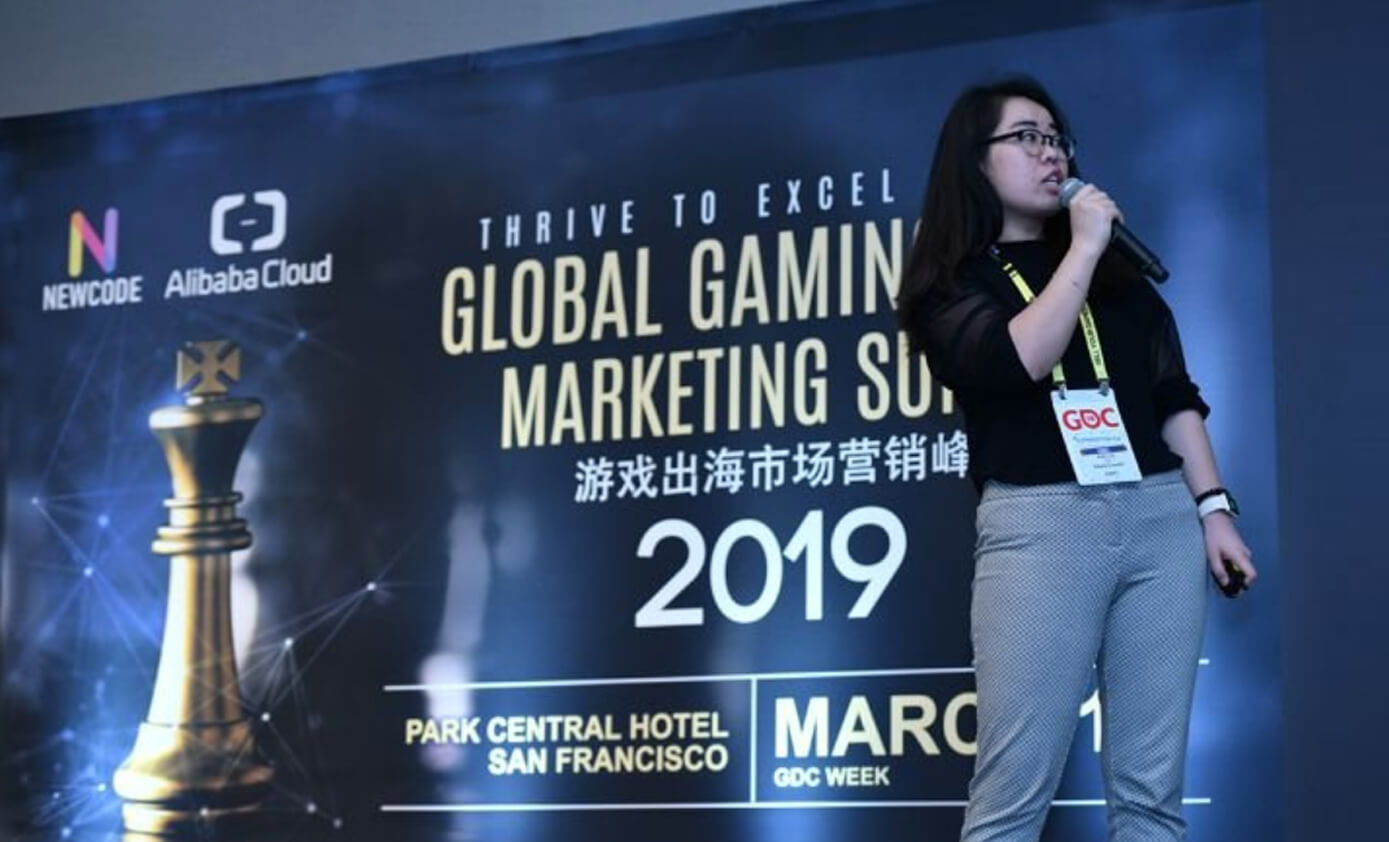 NEWCODE
Alibaba Cloud
THRIVE TO EXCEL
GLOBAL GAMIN
MARKETING SU
游戏出海市场营销峰
2019
PARK CENTRAL HOTEL
SAN FRANCISCO
MARC 1
GDC WEEK
GDC